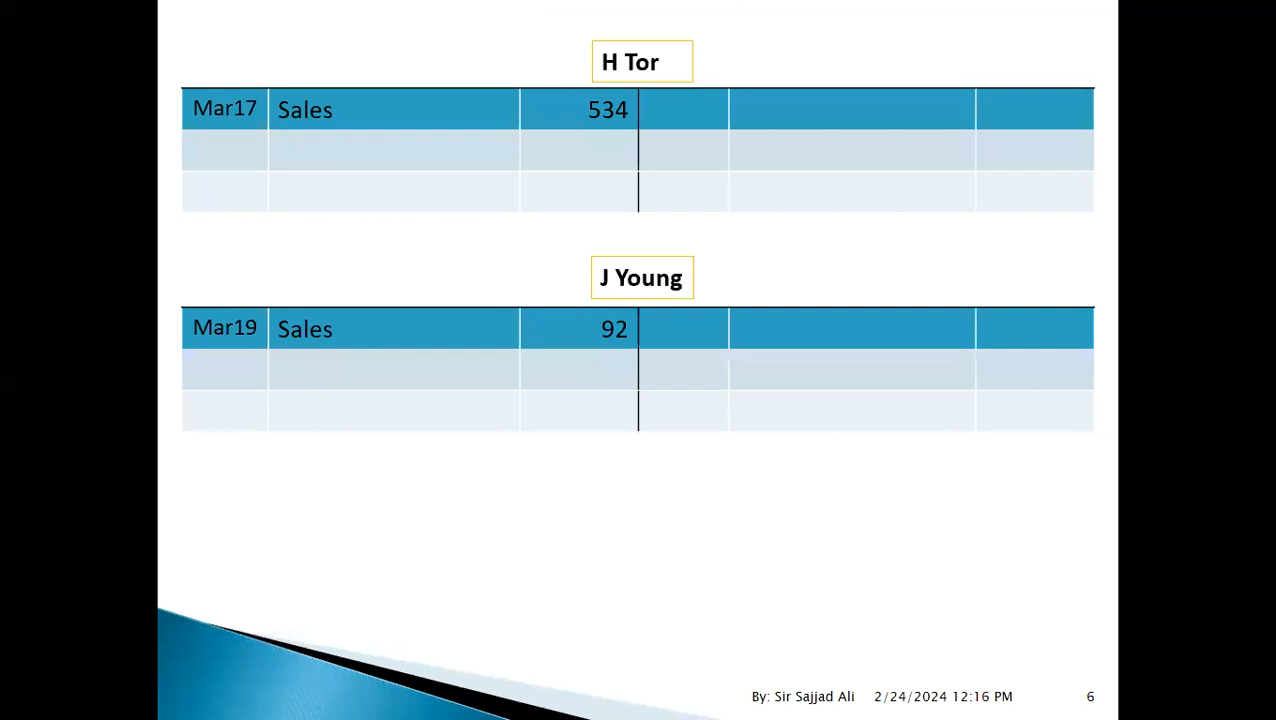 H Tor
Mar17 Sales 534
J Young
Mar19 Sales 92
By: Sir Sajjad Ali 2/24/2024 12:16 PM 6